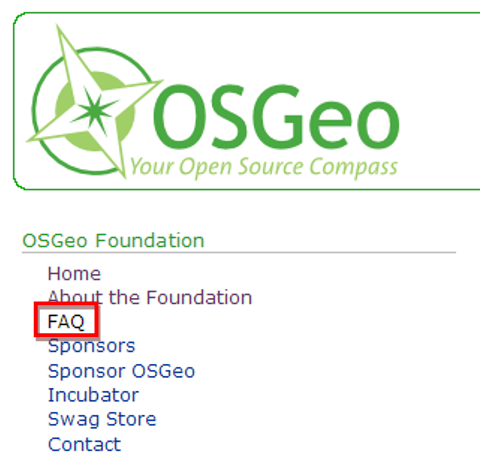 OSGeo
Your Open Source Compass
OSGeo Foundation
Home
About the Foundation
FAQ
Sponsors
Sponsor OSGeo
Incubator
Swag Store
Contact